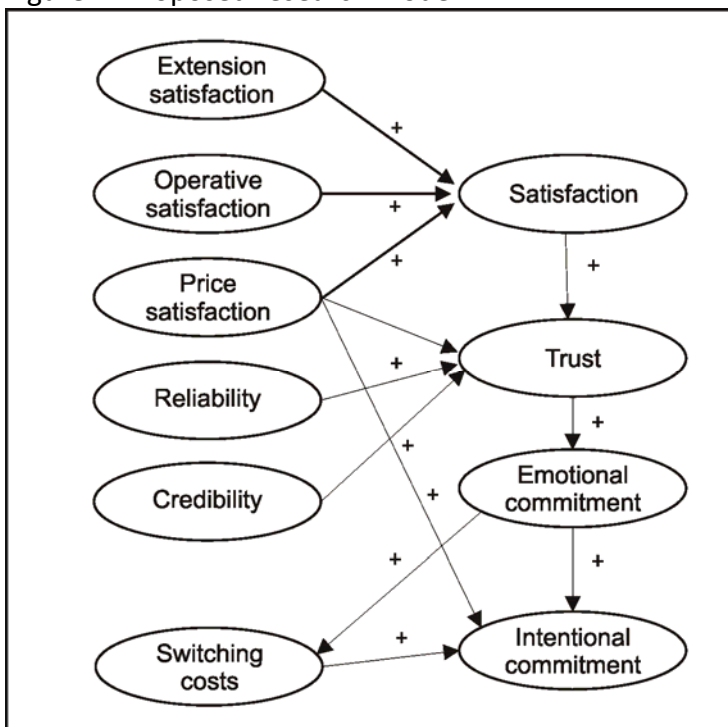 Figure Proposed research model
Extension
satisfaction
+
Operative
satisfaction
+
Satisfaction
+
+
Price
satisfaction
Trust
+
Reliability
+
+
Emotional
commitment
Credibility
+
+
+
+
Intentional
commitment
Switching
costs